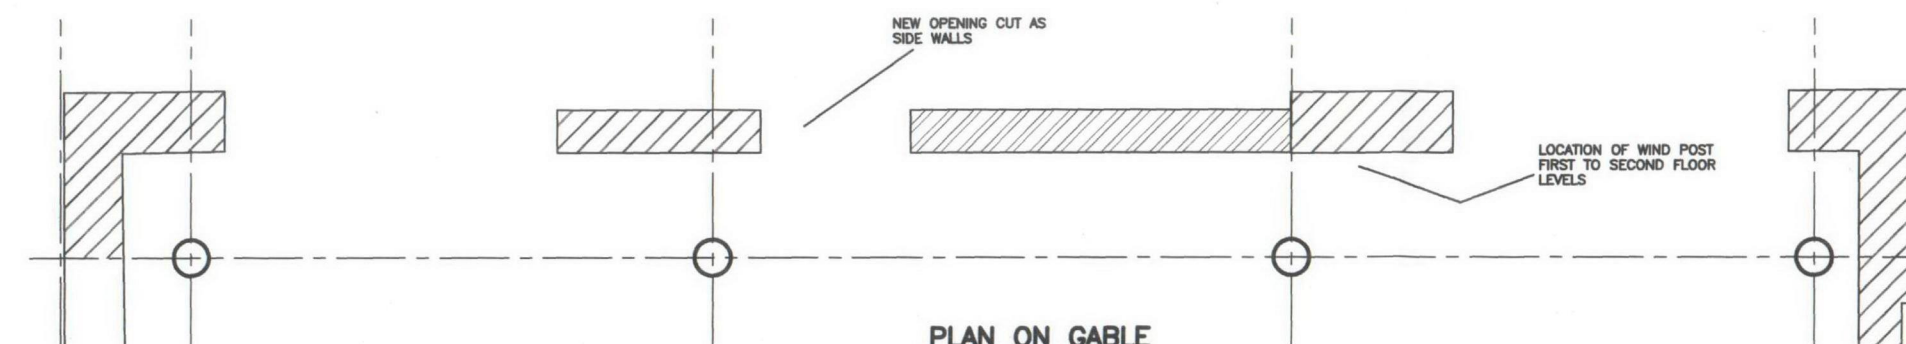 NEW OPENING CUT AS
SIDE WALLS
LOCATION OF WIND POST
FIRST TO SECOND FLOOR
LEVELS
PLAN ON GABLE